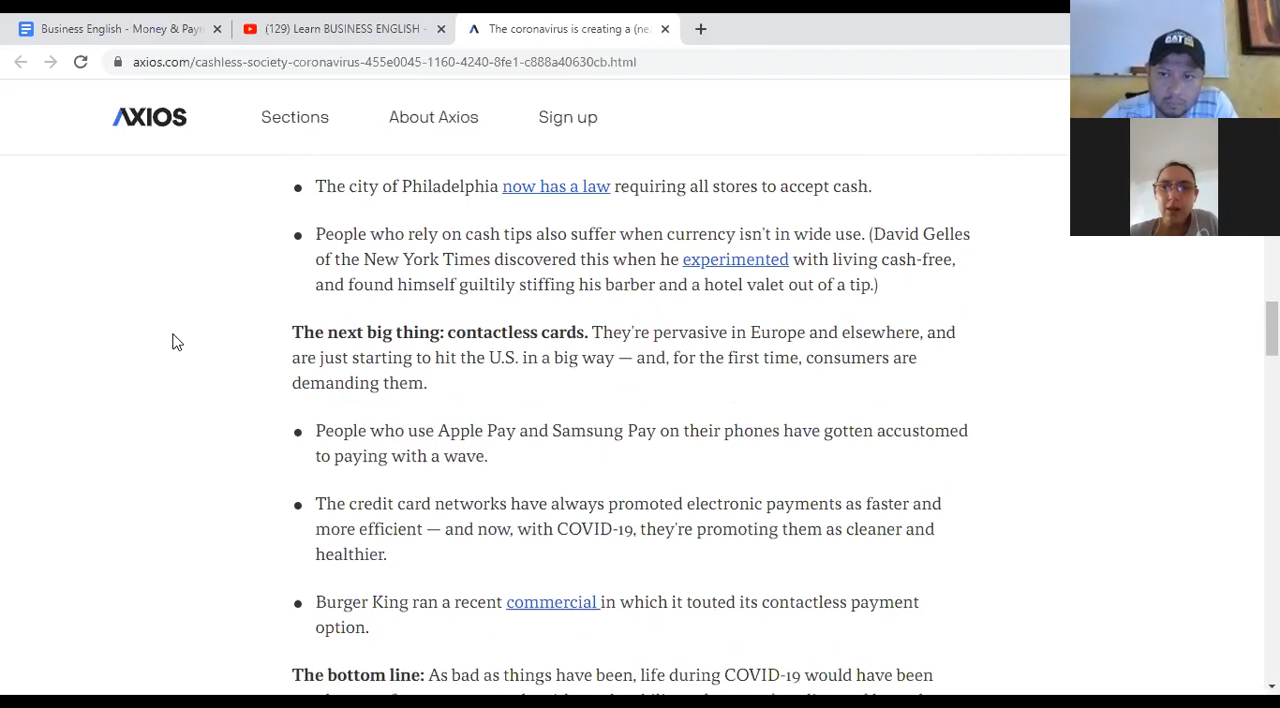 Business English - Money & Pay
(129) Learn BUSINESS ENGLISH -
The coronavirus is creating a (ne
axios.com/cashless-society-coronavirus-455e0045-1160-4240-8fe1-c888a40630cb.html
AXIOS
Sections
About Axios
Sign up
● The city of Philadelphia now has a law requiring all stores to accept cash.
● People who rely on cash tips also suffer when currency isn't in wide use. (David Gelles
of the New York Times discovered this when he experimented with living cash-free,
and found himself guiltily stiffing his barber and a hotel valet out of a tip.)
The next big thing: contactless cards. They're pervasive in Europe and elsewhere, and
are just starting to hit the U.S. in a big way — and, for the first time, consumers are
demanding them.
● People who use Apple Pay and Samsung Pay on their phones have gotten accustomed
to paying with a wave.
● The credit card networks have always promoted electronic payments as faster and
more efficient — and now, with COVID-19, they're promoting them as cleaner and
healthier.
● Burger King ran a recent commercial in which it touted its contactless payment
option.
The bottom line: As bad as things have been, life during COVID-19 would have been
CAT